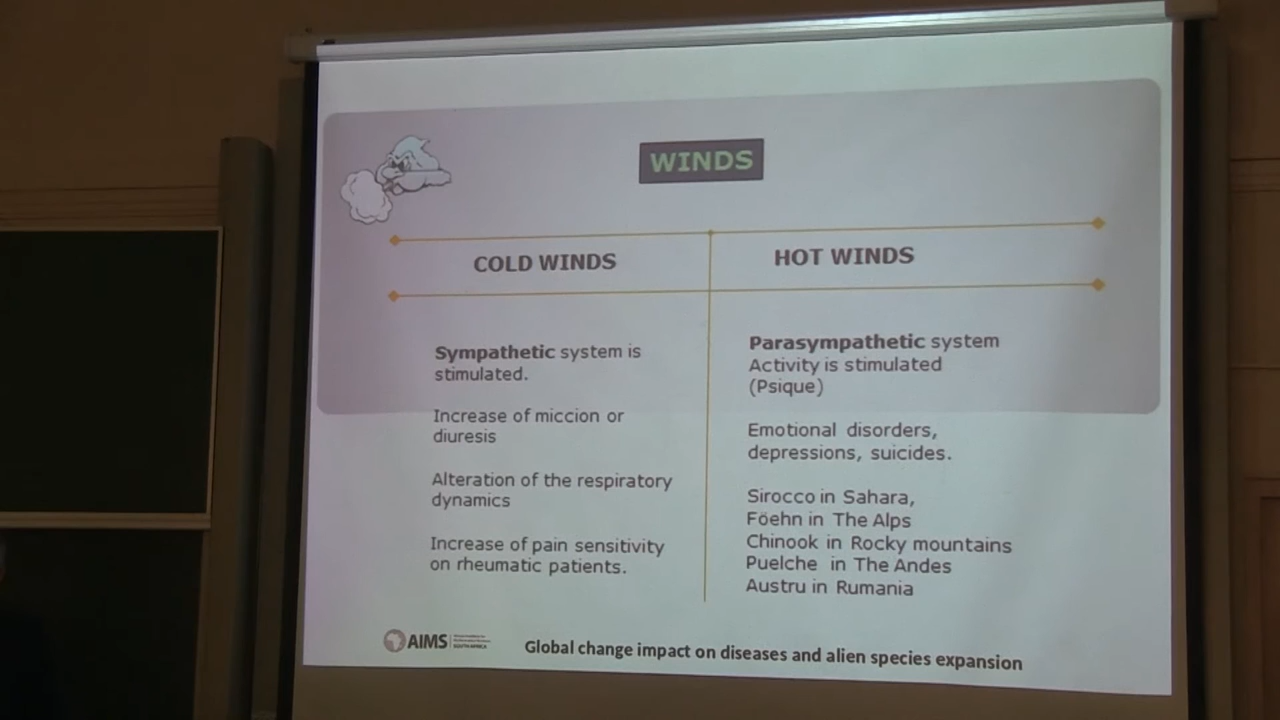 WINDS
COLD WINDS
HOT WINDS
Sympathetic system is
stimulated.
Increase of miccion or
diuresis
Alteration of the respiratory
dynamics
Increase of pain sensitivity
on rheumatic patients.
Parasympathetic system
Activity is stimulated
(Psique)
Emotional disorders,
depressions, suicides.
Sirocco in Sahara,
Föehn in The Alps
Chinook in Rocky mountains
Puelche in The Andes
Austru in Rumania
AIMS
SOUTH AFRICA
Global change impact on diseases and alien species expansion